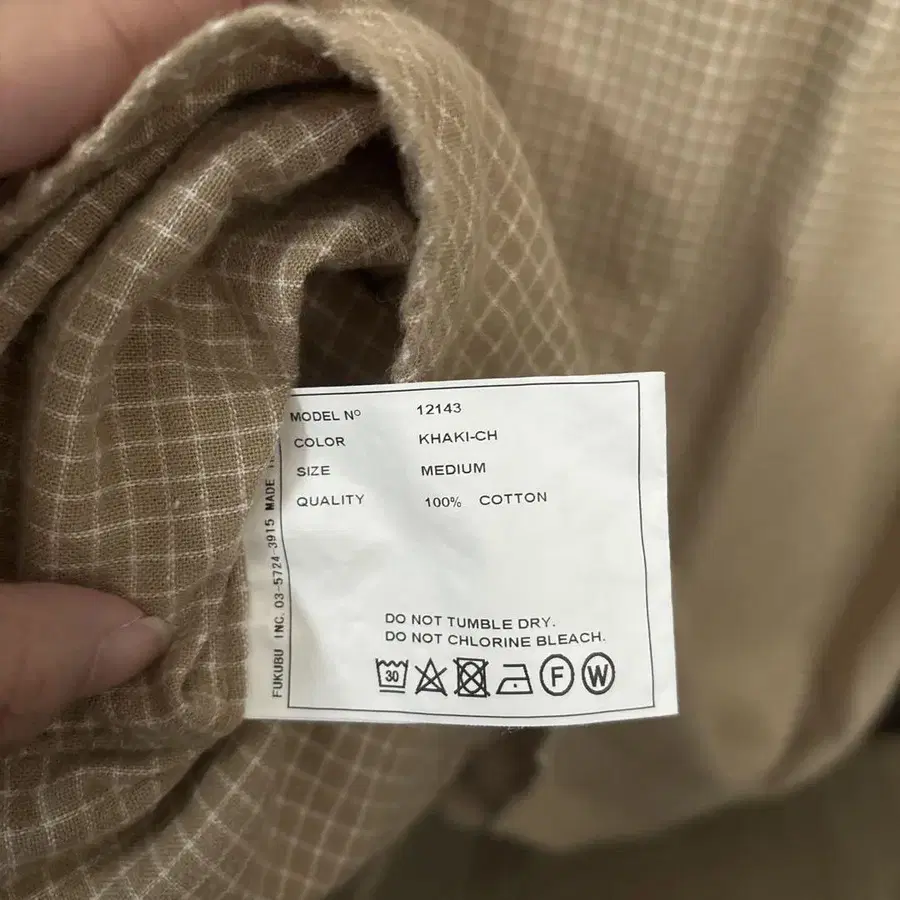 MODEL Nº 12143
COLOR KHAKI-CH
SIZE MEDIUM
QUALITY 100% COTTON
DO NOT TUMBLE DRY.
DO NOT CHLORINE BLEACH.
30 F W
FUKUBU INC. 03-5724-3915 MADE